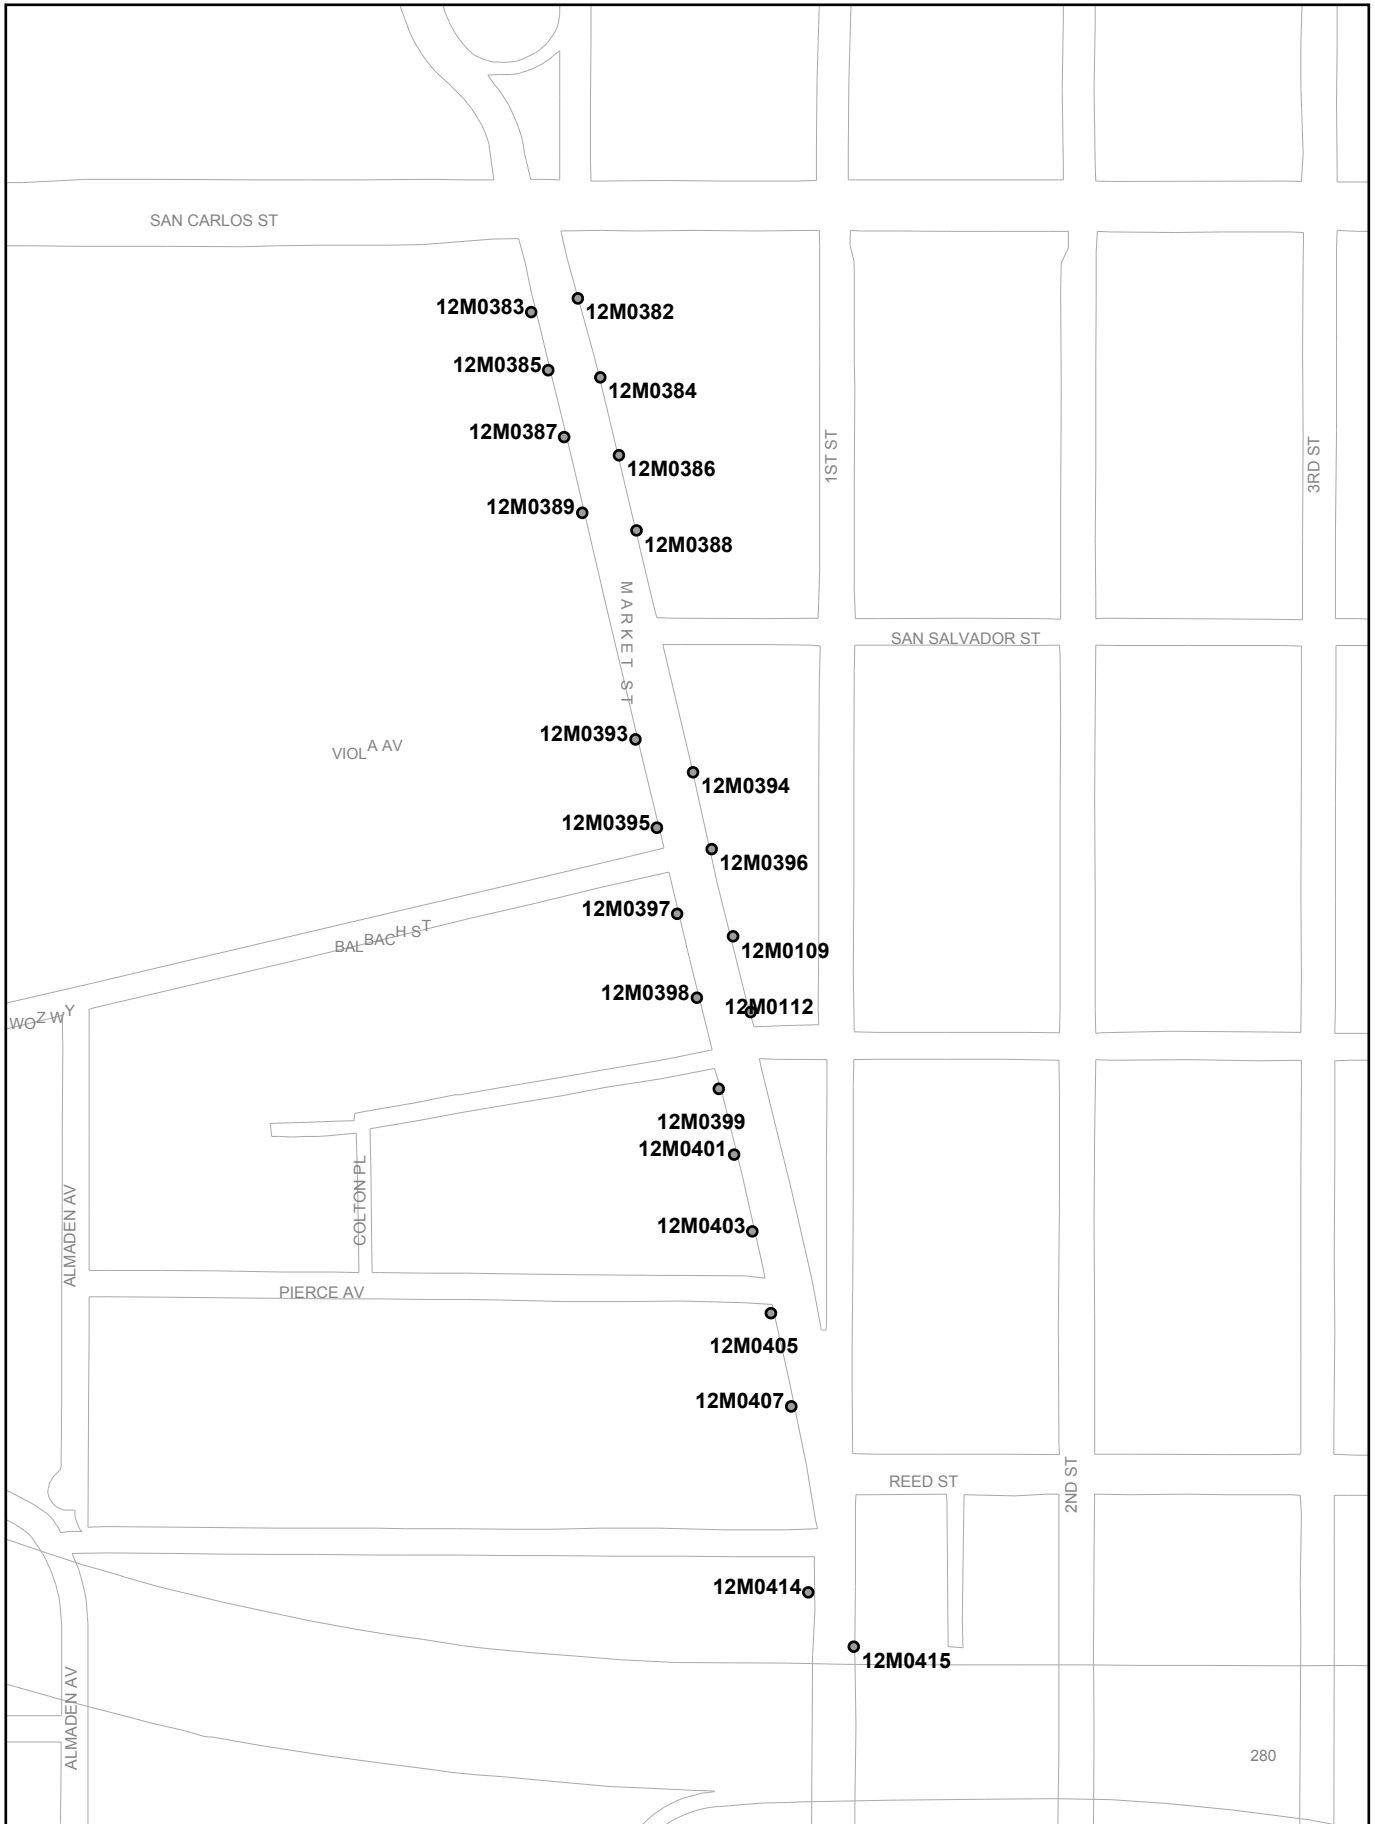 SAN CARLOS ST
12M0382
12M0383
12M0385
12M0384
12M0387
12M0386
1ST ST
3RD ST
12M0389
12M0388
MARKET ST
SAN SALVADOR ST
12M0393
VIOLA AV
12M0394
12M0395
12M0396
12M0397
BALBACH ST
12M0109
12M0398
12M0112
WOZ WY
12M0399
12M0401
COLTON PL
ALMADEN AV
12M0403
PIERCE AV
12M0405
12M0407
REED ST
2ND ST
12M0414
12M0415
ALMADEN AV
280